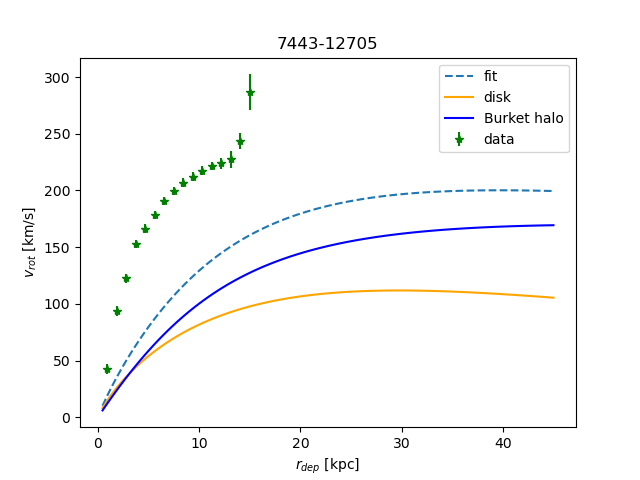 7443-12705
300
250
200
150
100
50
0
v_rot [km/s]
fit
disk
Burket halo
data
0 10 20 30 40
r_dep [kpc]